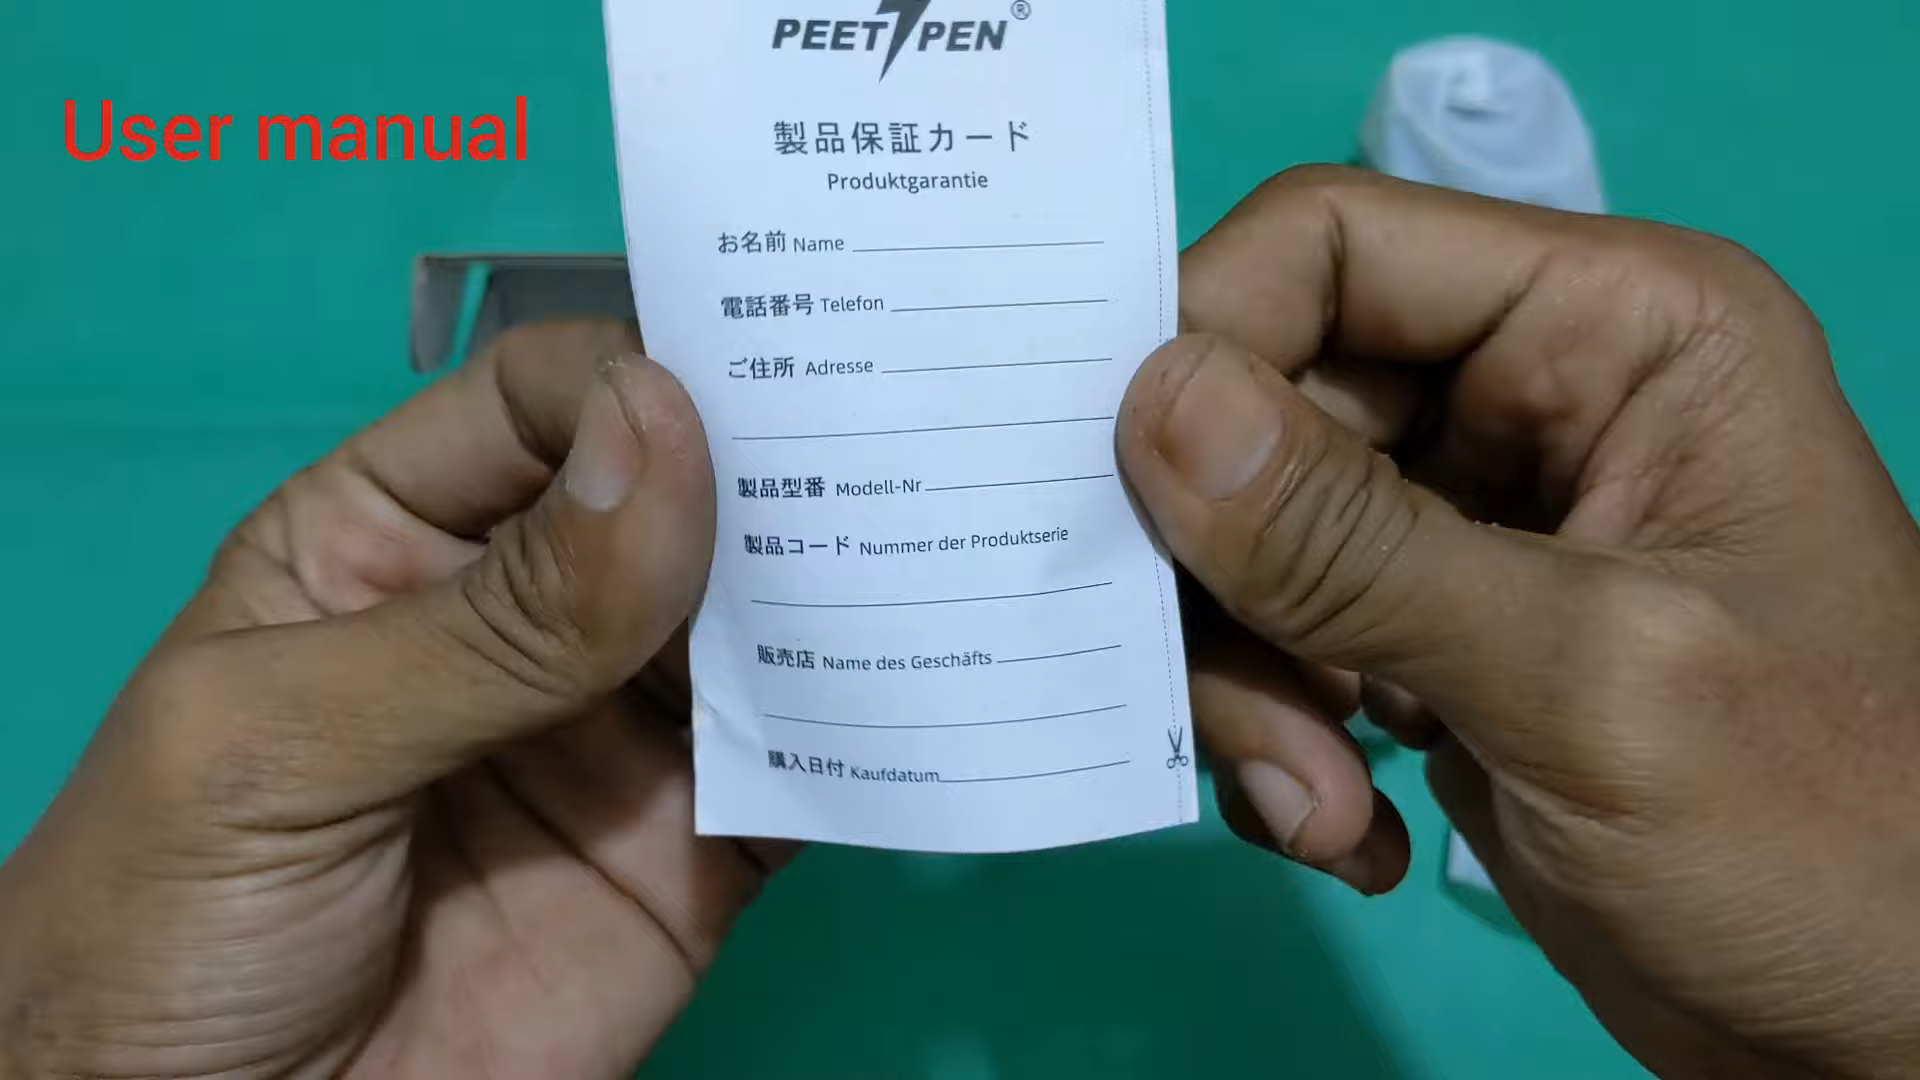 PEET PEN®
User manual
製品保証カード
Produktgarantie
お名前 Name
電話番号 Telefon
ご住所 Adresse
製品型番 Modell-Nr
製品コード Nummer der Produktserie
販売店 Name des Geschäfts
購入日付 Kaufdatum